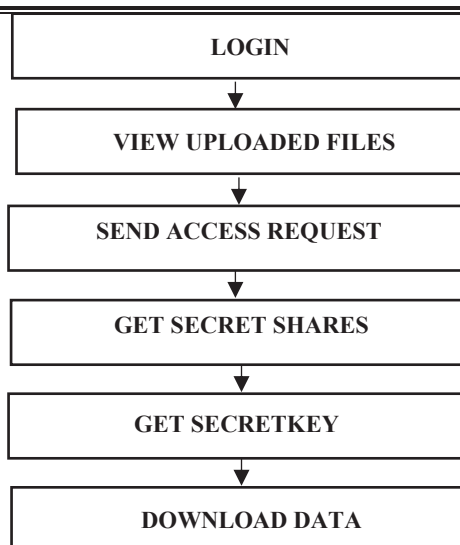 LOGIN
VIEW UPLOADED FILES
SEND ACCESS REQUEST
GET SECRET SHARES
GET SECRETKEY
DOWNLOAD DATA